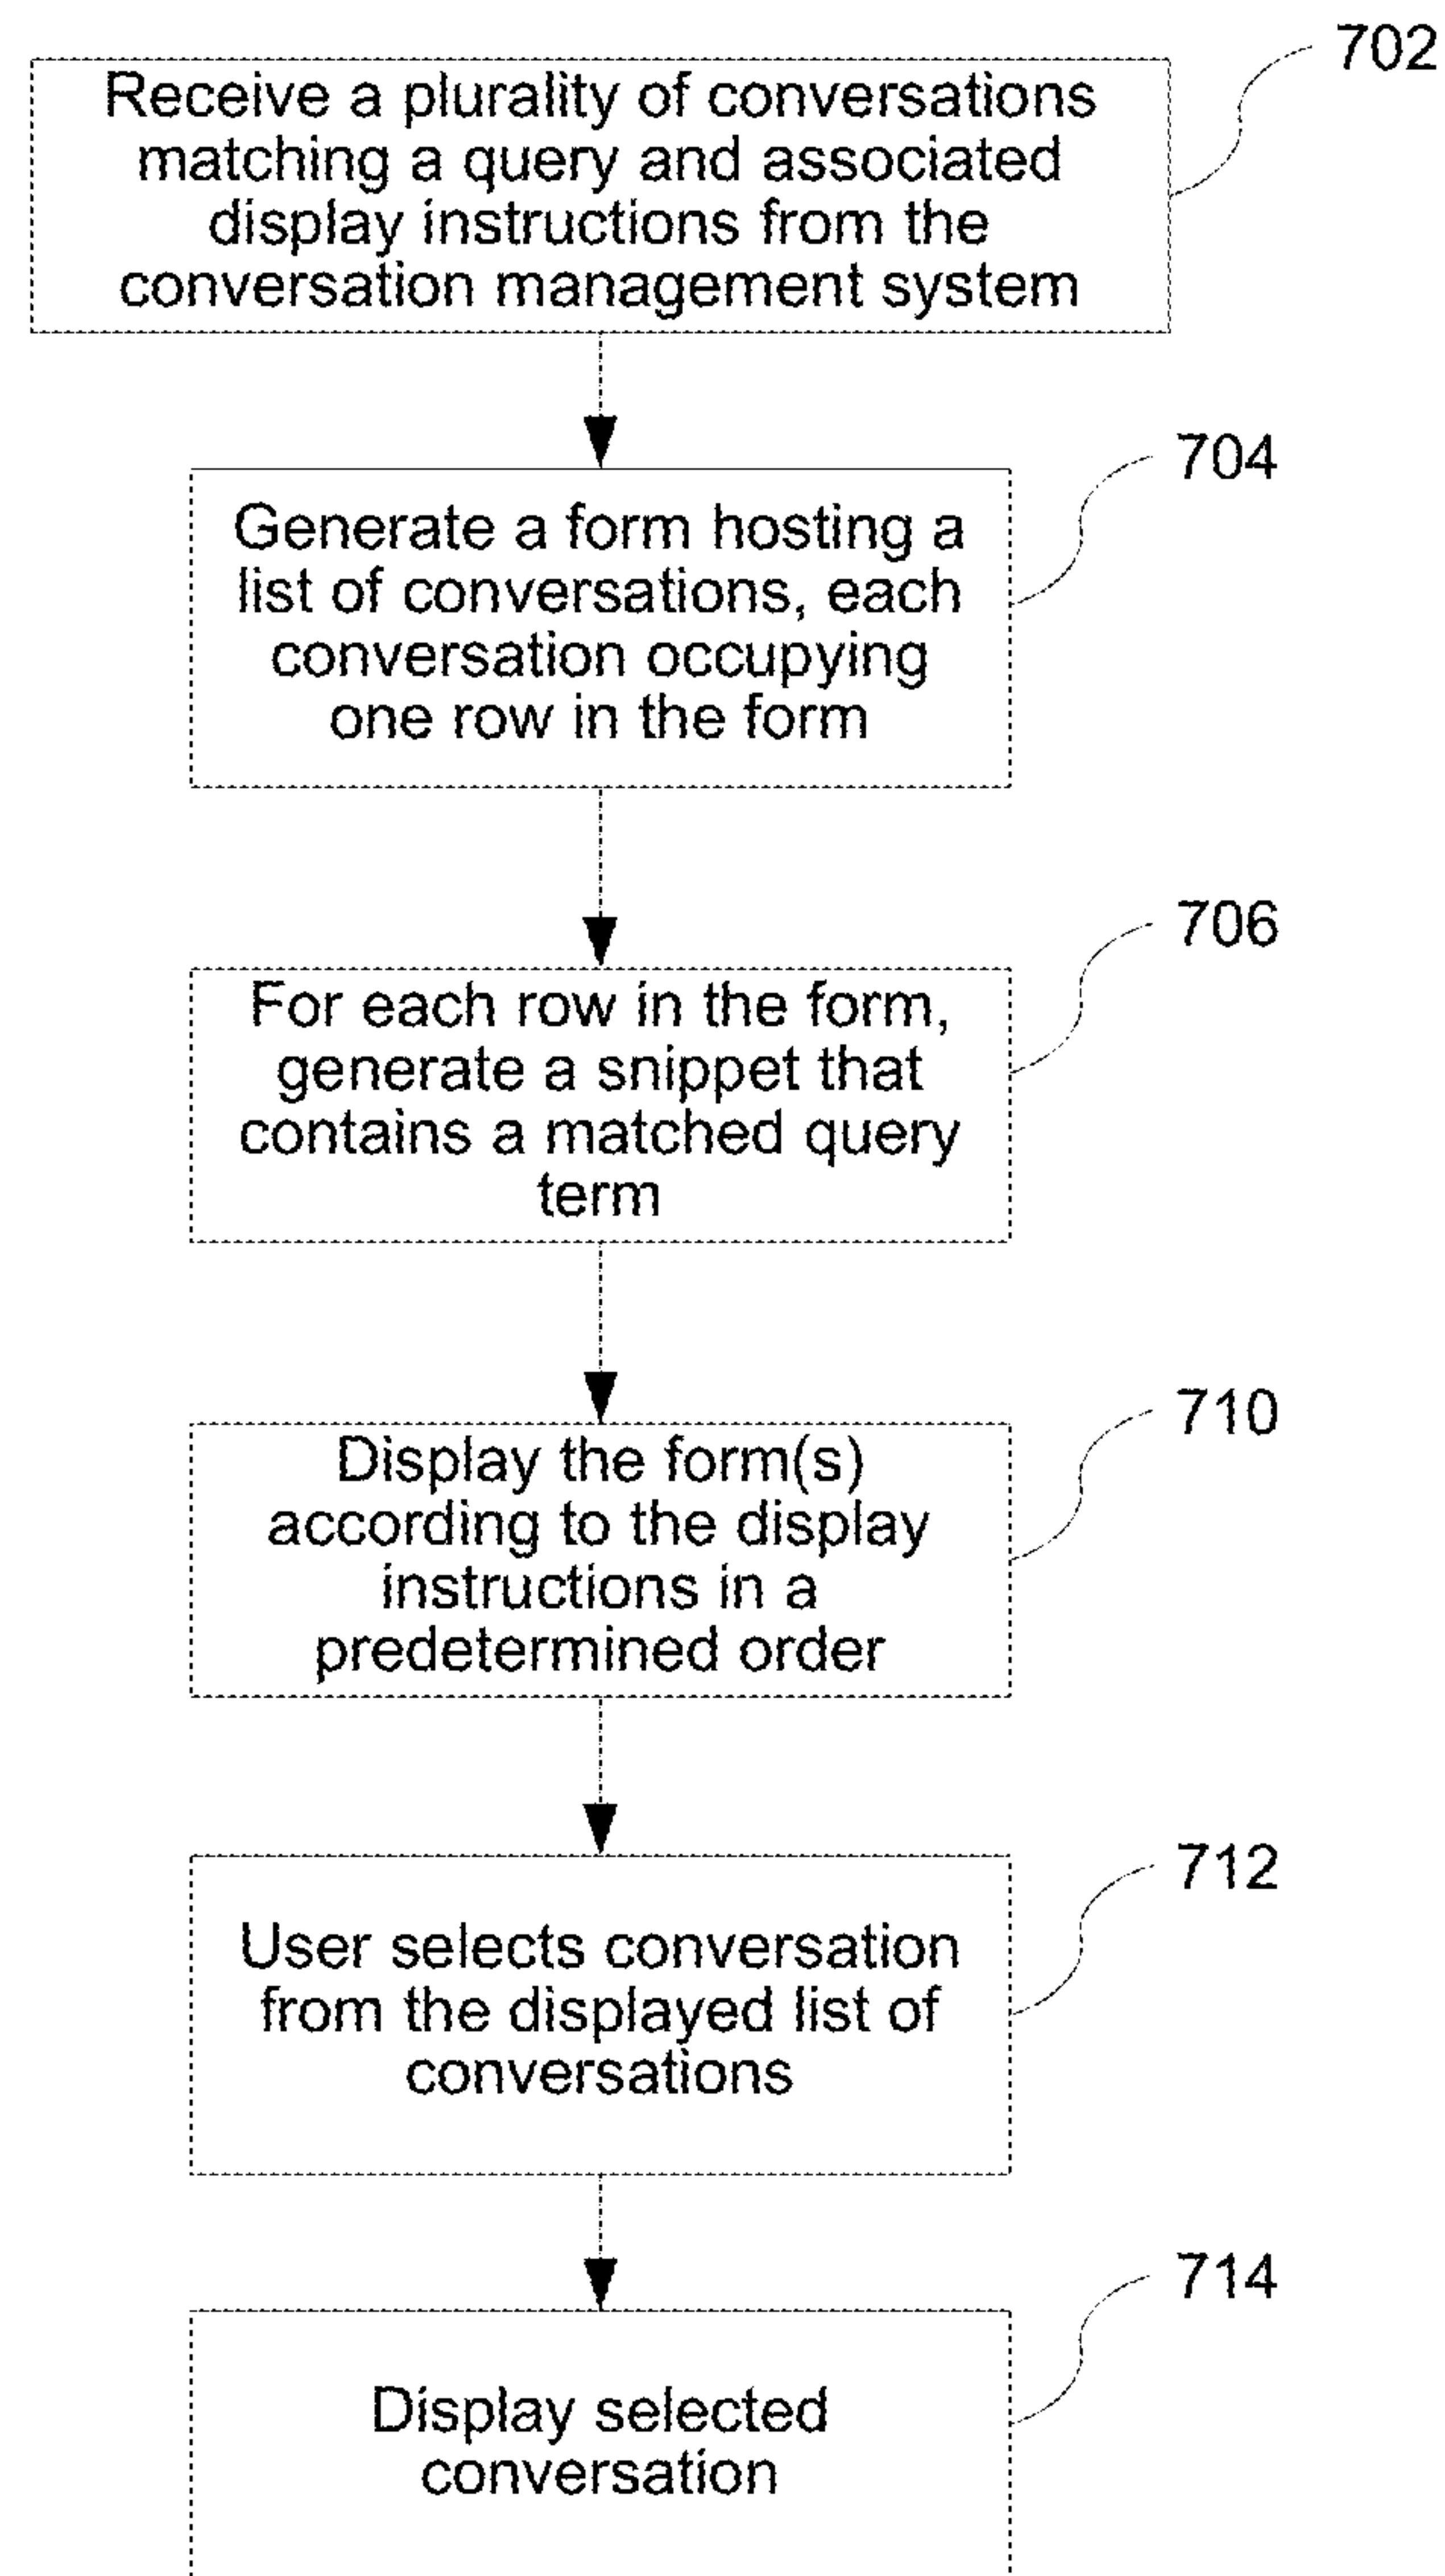 702
Receive a plurality of conversations
matching a query and associated
display instructions from the
conversation management system
704
Generate a form hosting a
list of conversations, each
conversation occupying
one row in the form
706
For each row in the form,
generate a snippet that
contains a matched query
term
710
Display the form(s)
according to the display
instructions in a
predetermined order
712
User selects conversation
from the displayed list of
conversations
714
Display selected
conversation